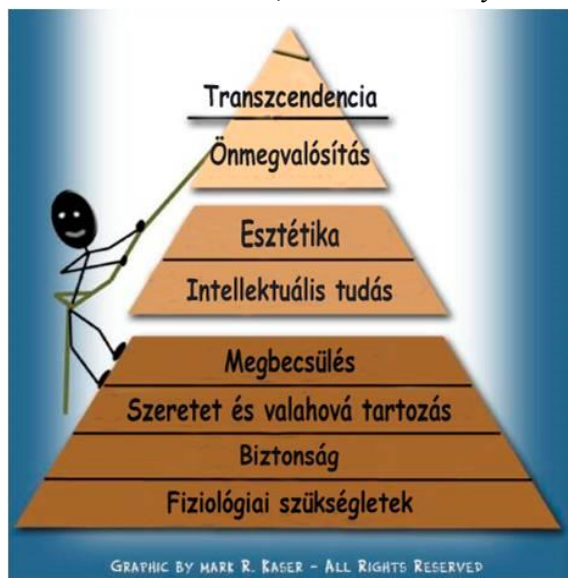 Transzcendencia
Önmegvalósítás
Esztétika
Intellektuális tudás
Megbecsülés
Szeretet és valahová tartozás
Biztonság
Fiziológiai szükségletek
GRAPHIC BY MARK R. KASER - ALL RIGHTS RESERVED